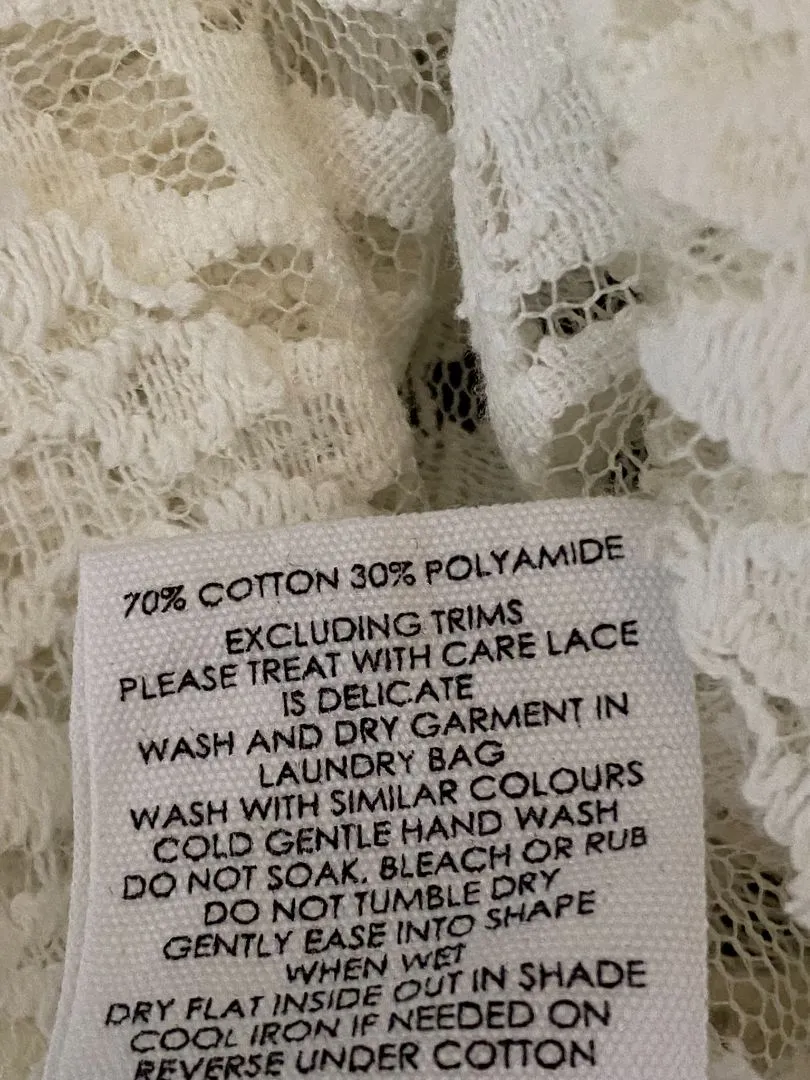 70% COTTON 30% POLYAMIDE
EXCLUDING TRIMS
PLEASE TREAT WITH CARE LACE
IS DELICATE
WASH AND DRY GARMENT IN
LAUNDRY BAG
WASH WITH SIMILAR COLOURS
COLD GENTLE HAND WASH
DO NOT SOAK. BLEACH OR RUB
DO NOT TUMBLE DRY
GENTLY EASE INTO SHAPE
WHEN WET
DRY FLAT INSIDE OUT IN SHADE
COOL IRON IF NEEDED ON
REVERSE UNDER COTTON